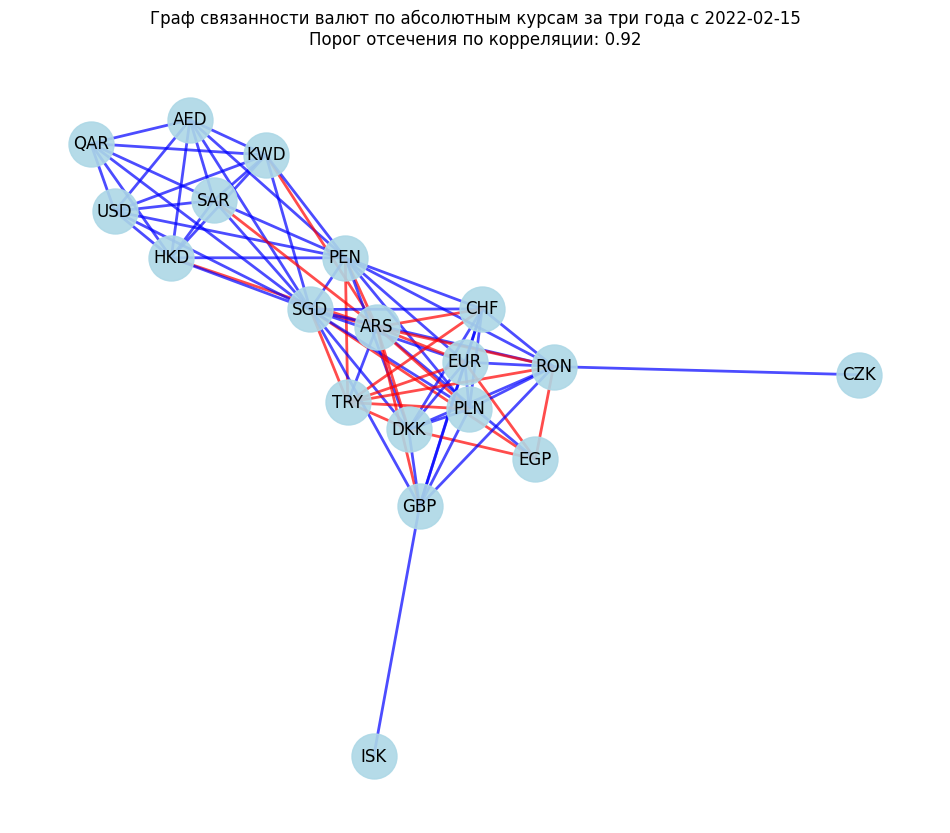 Граф связанности валют по абсолютным курсам за три года с 2022-02-15
Порог отсечения по корреляции: 0.92
AED
QAR
KWD
SAR
USD
HKD
PEN
SGD
CHF
ARS
EUR
RON
CZK
TRY
PLN
DKK
EGP
GBP
ISK